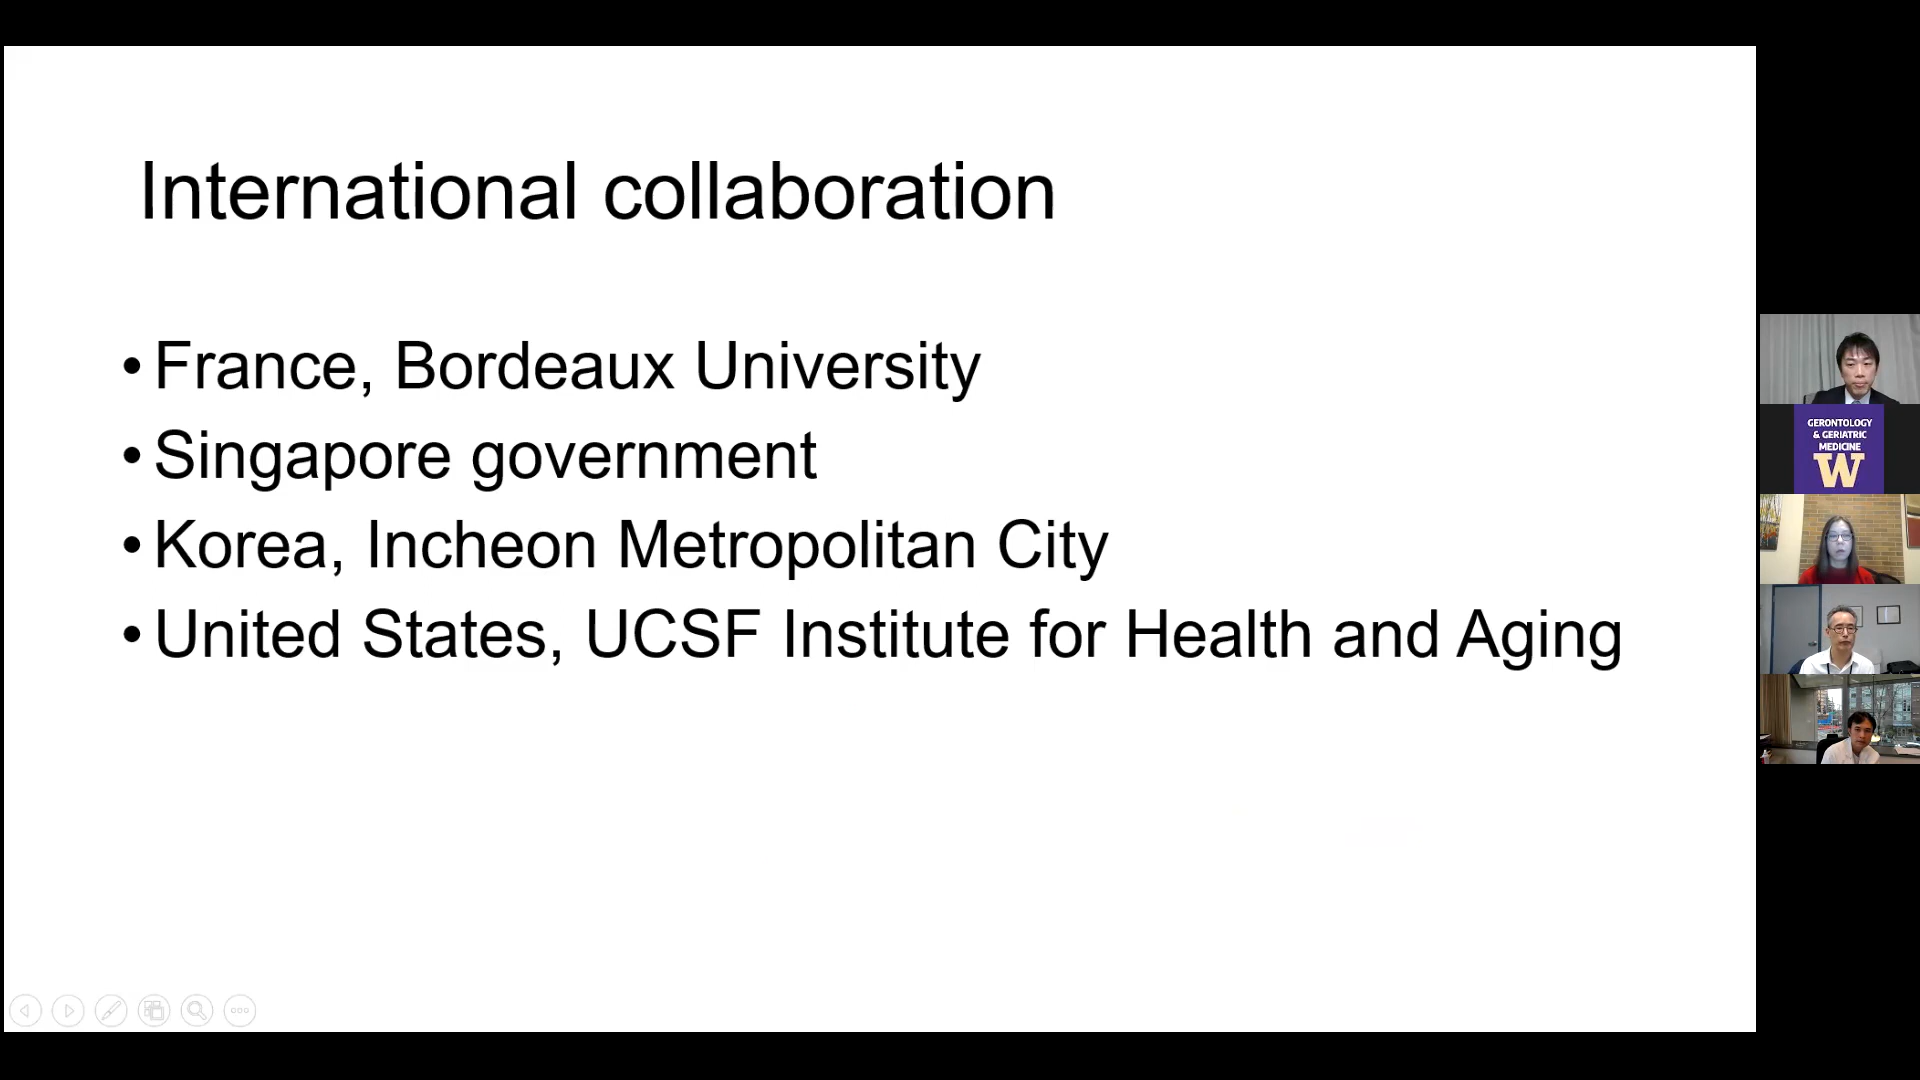 International collaboration
• France, Bordeaux University
• Singapore government
• Korea, Incheon Metropolitan City
• United States, UCSF Institute for Health and Aging
GERONTOLOGY
& GERIATRIC
MEDICINE
W